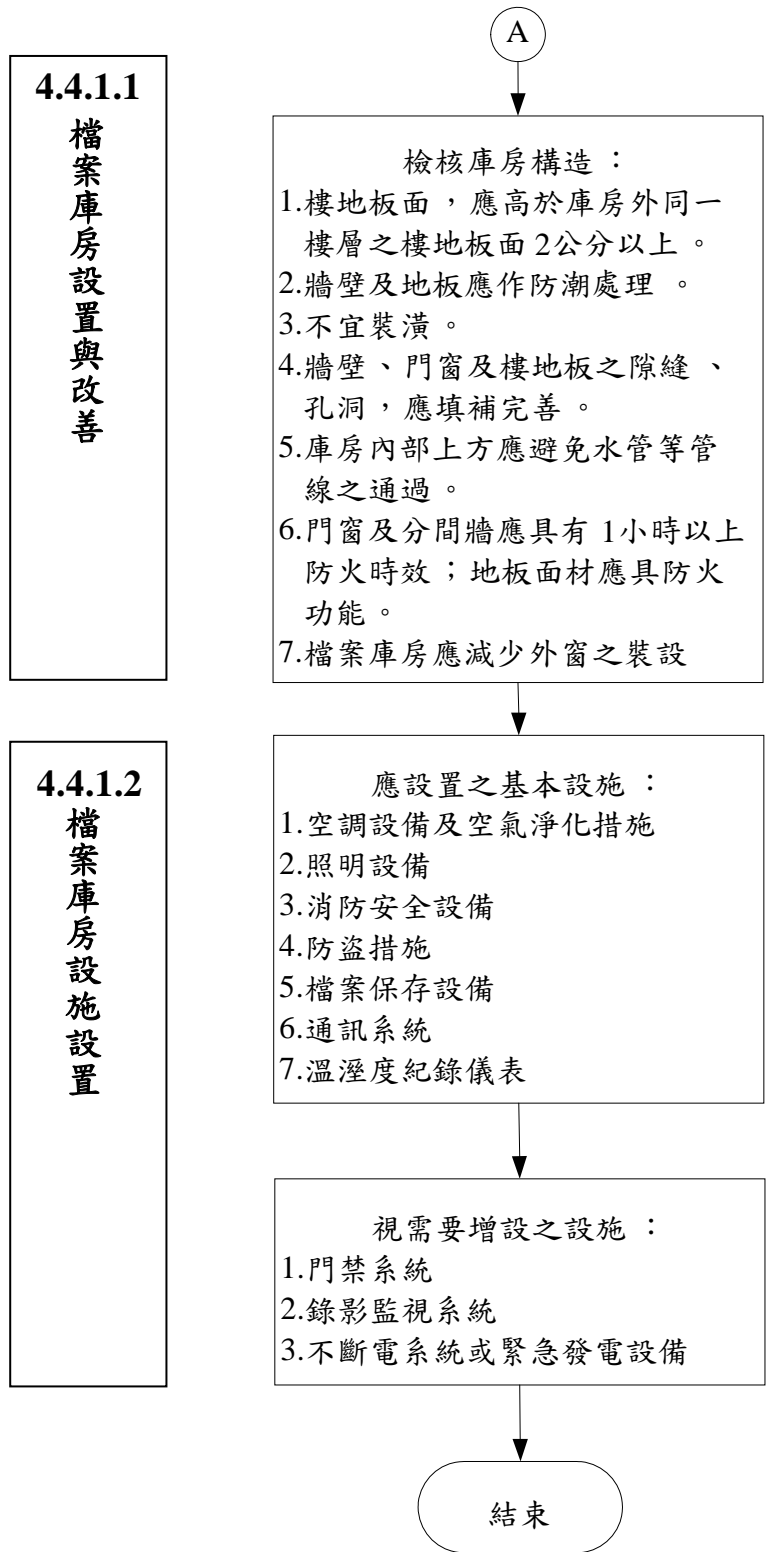 A
4.4.1.1
檔案庫房設置與改善
檢核庫房構造：
1.樓地板面，應高於庫房外同一
樓層之樓地板面 2公分以上。
2.牆壁及地板應作防潮處理 。
3.不宜裝潢。
4.牆壁、門窗及樓地板之隙縫 、
孔洞，應填補完善。
5.庫房內部上方應避免水管等管
線之通過。
6.門窗及分間牆應具有 1小時以上
防火時效；地板面材應具防火
功能。
7.檔案庫房應減少外窗之裝設
4.4.1.2
檔案庫房設施設置
應設置之基本設施：
1.空調設備及空氣淨化措施
2.照明設備
3.消防安全設備
4.防盜措施
5.檔案保存設備
6.通訊系統
7.溫溼度紀錄儀表
視需要增設之設施：
1.門禁系統
2.錄影監視系統
3.不斷電系統或緊急發電設備
結束